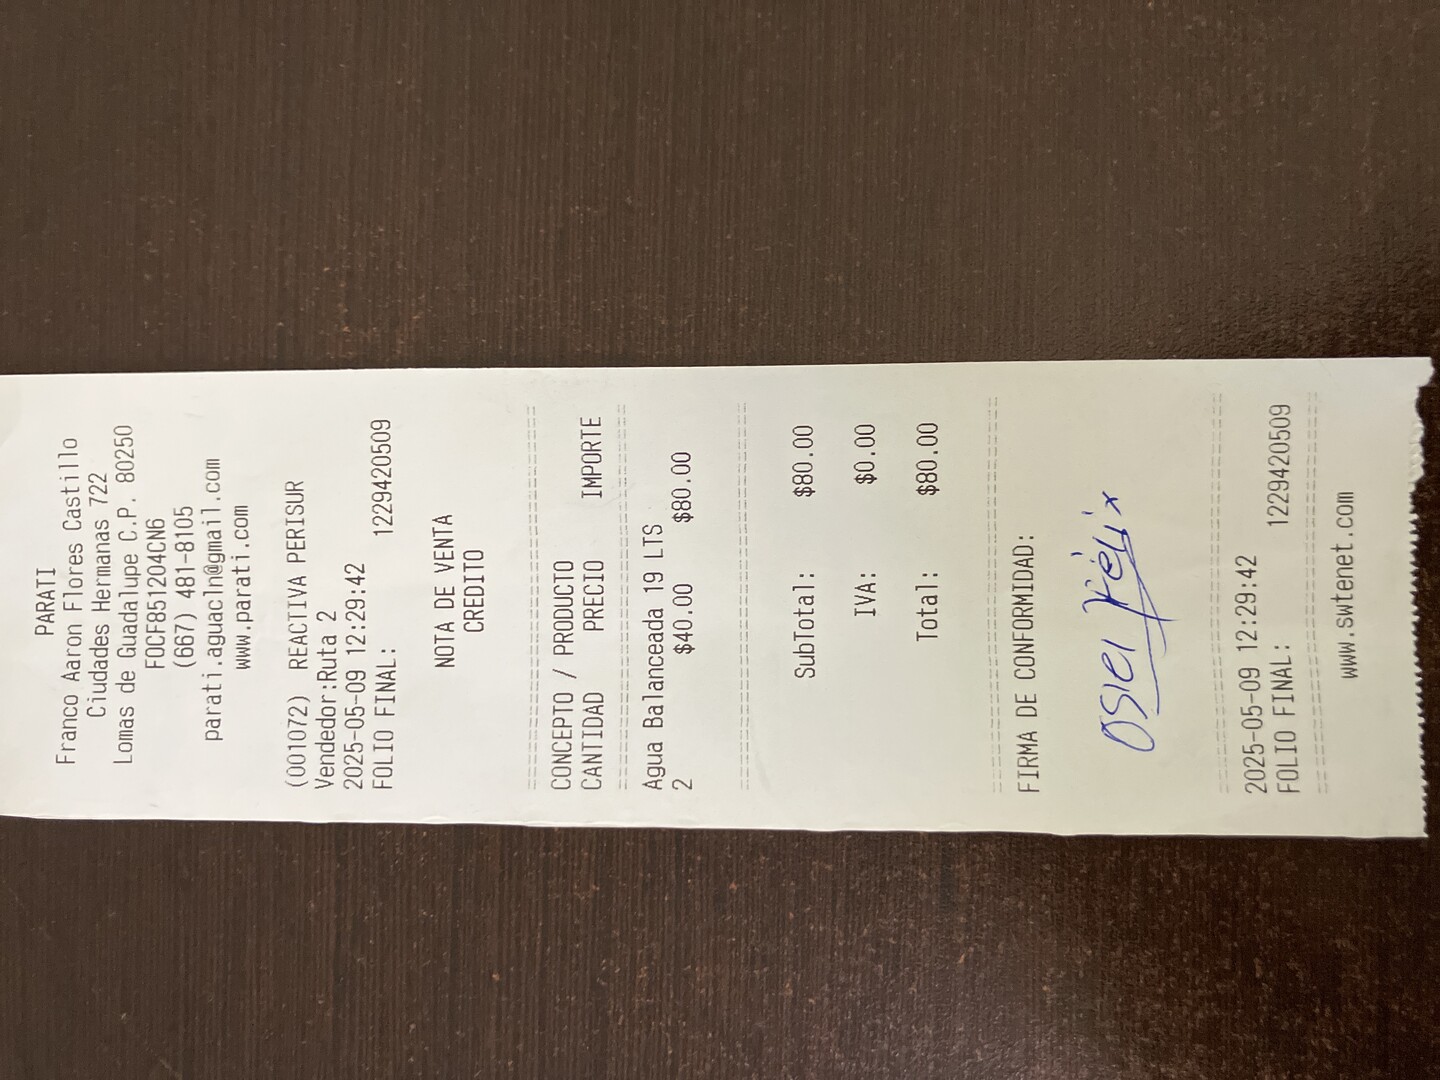 PARATI
Franco Aaron Flores Castillo
Ciudades Hermanas 722
Lomas de Guadalupe C.P. 80250
FOCF851204CN6
(667) 481-8105
parati.aguacln@gmail.com
www.parati.com
(001072) REACTIVA PERISUR
Vendedor:Ruta 2
2025-05-09 12:29:42
FOLIO FINAL: 1229420509
NOTA DE VENTA
CREDITO
CONCEPTO / PRODUCTO
CANTIDAD PRECIO IMPORTE
Agua Balanceada 19 LTS
2 $40.00 $80.00
SubTotal: $80.00
IVA: $0.00
Total: $80.00
FIRMA DE CONFORMIDAD:
Osiel Félix
2025-05-09 12:29:42
FOLIO FINAL: 1229420509
www.swtenet.com